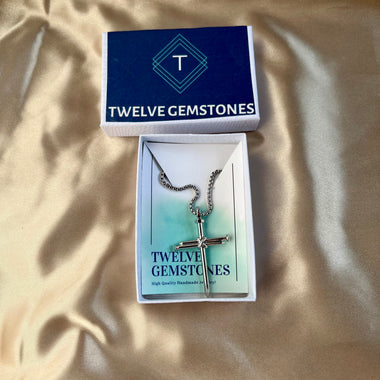 T
TWELVE GEMSTONES
TWELVE
GEMSTONES
High Quality Handmade Jewelry!